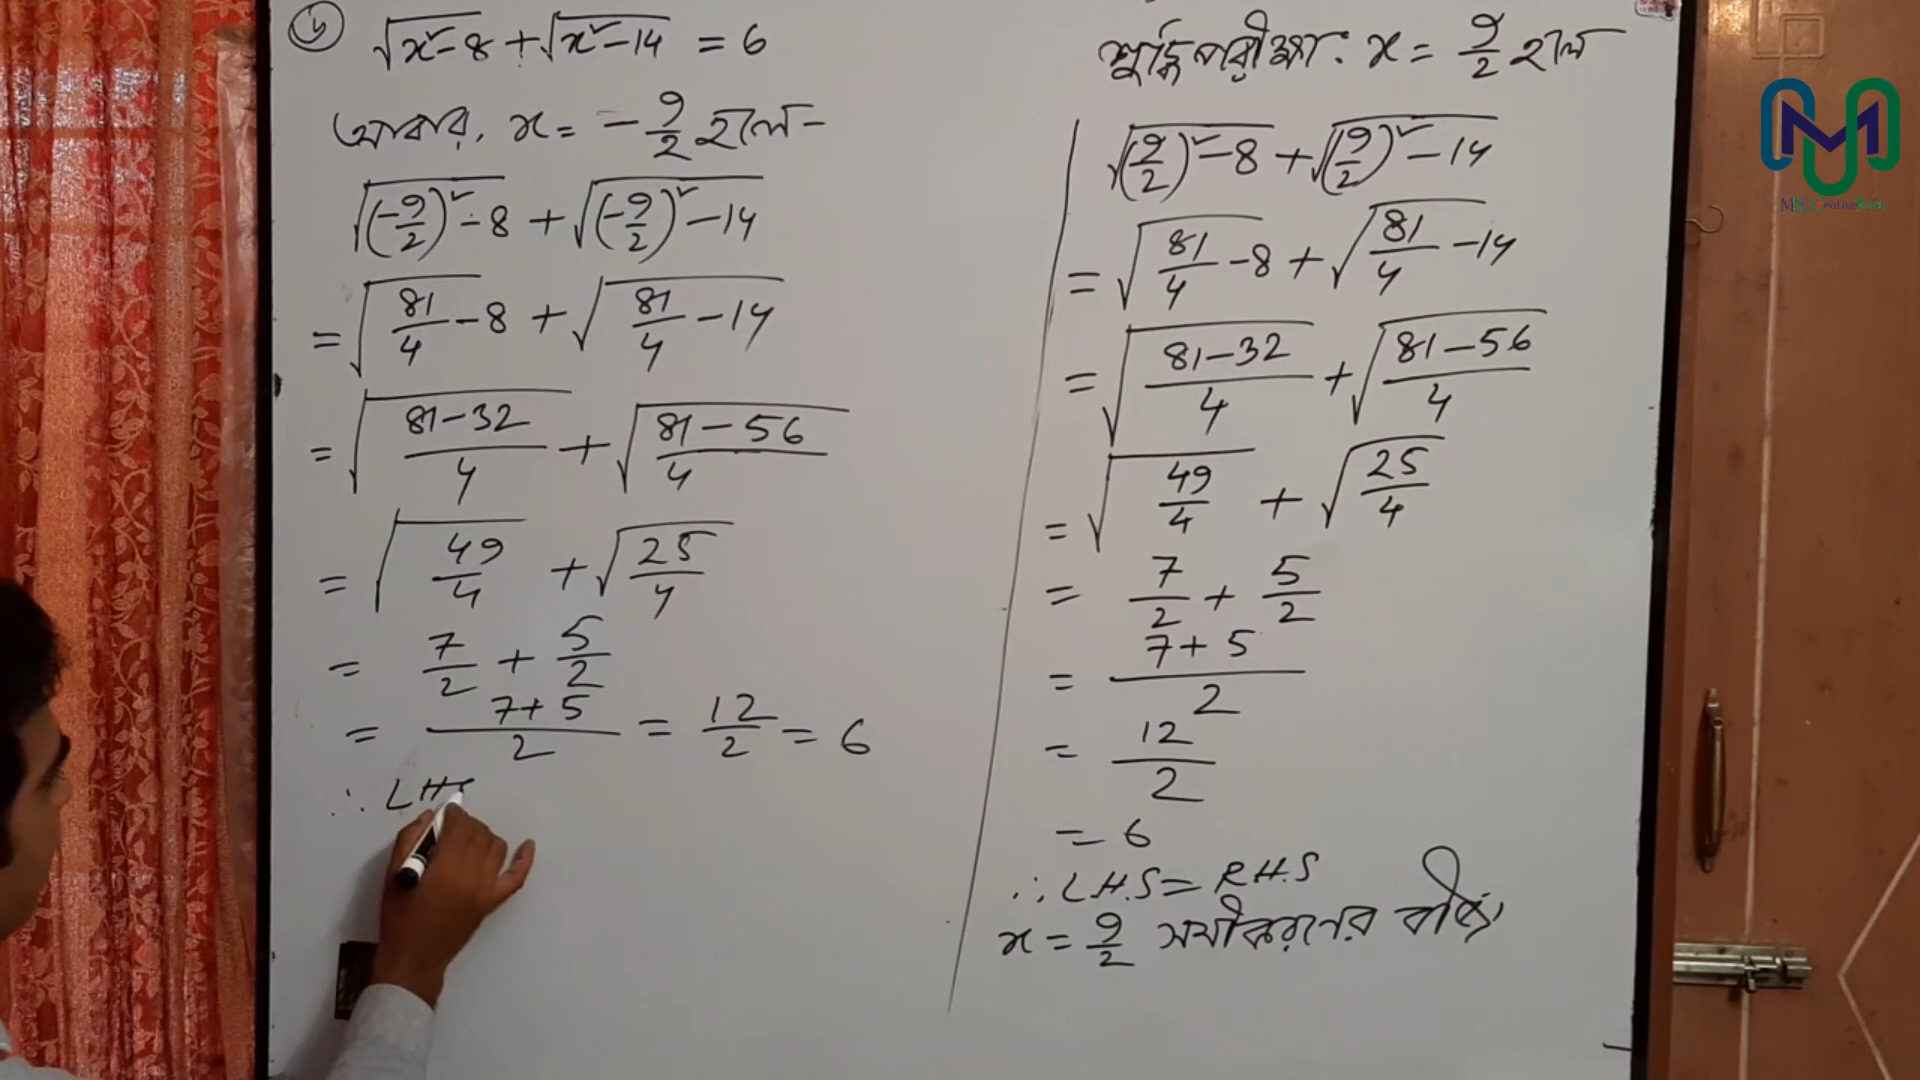 ৬ √(x²-8) + √(x²-14) = 6
আবার, x = -9/2 হলে-
√((-9/2)²-8) + √((-9/2)²-14)
= √(81/4-8) + √(81/4-14)
= √((81-32)/4) + √((81-56)/4)
= √(49/4) + √(25/4)
= 7/2 + 5/2
= (7+5)/2 = 12/2 = 6
∴ LHS
শুদ্ধি পরীক্ষা: x = 9/2 হলে
√((9/2)²-8) + √((9/2)²-14)
= √(81/4-8) + √(81/4-14)
= √((81-32)/4) + √((81-56)/4)
= √(49/4) + √(25/4)
= 7/2 + 5/2
= (7+5)/2
= 12/2
= 6
∴ L.H.S = R.H.S
x = 9/2 সমীকরণের বীজ,
MSC Creative Touch